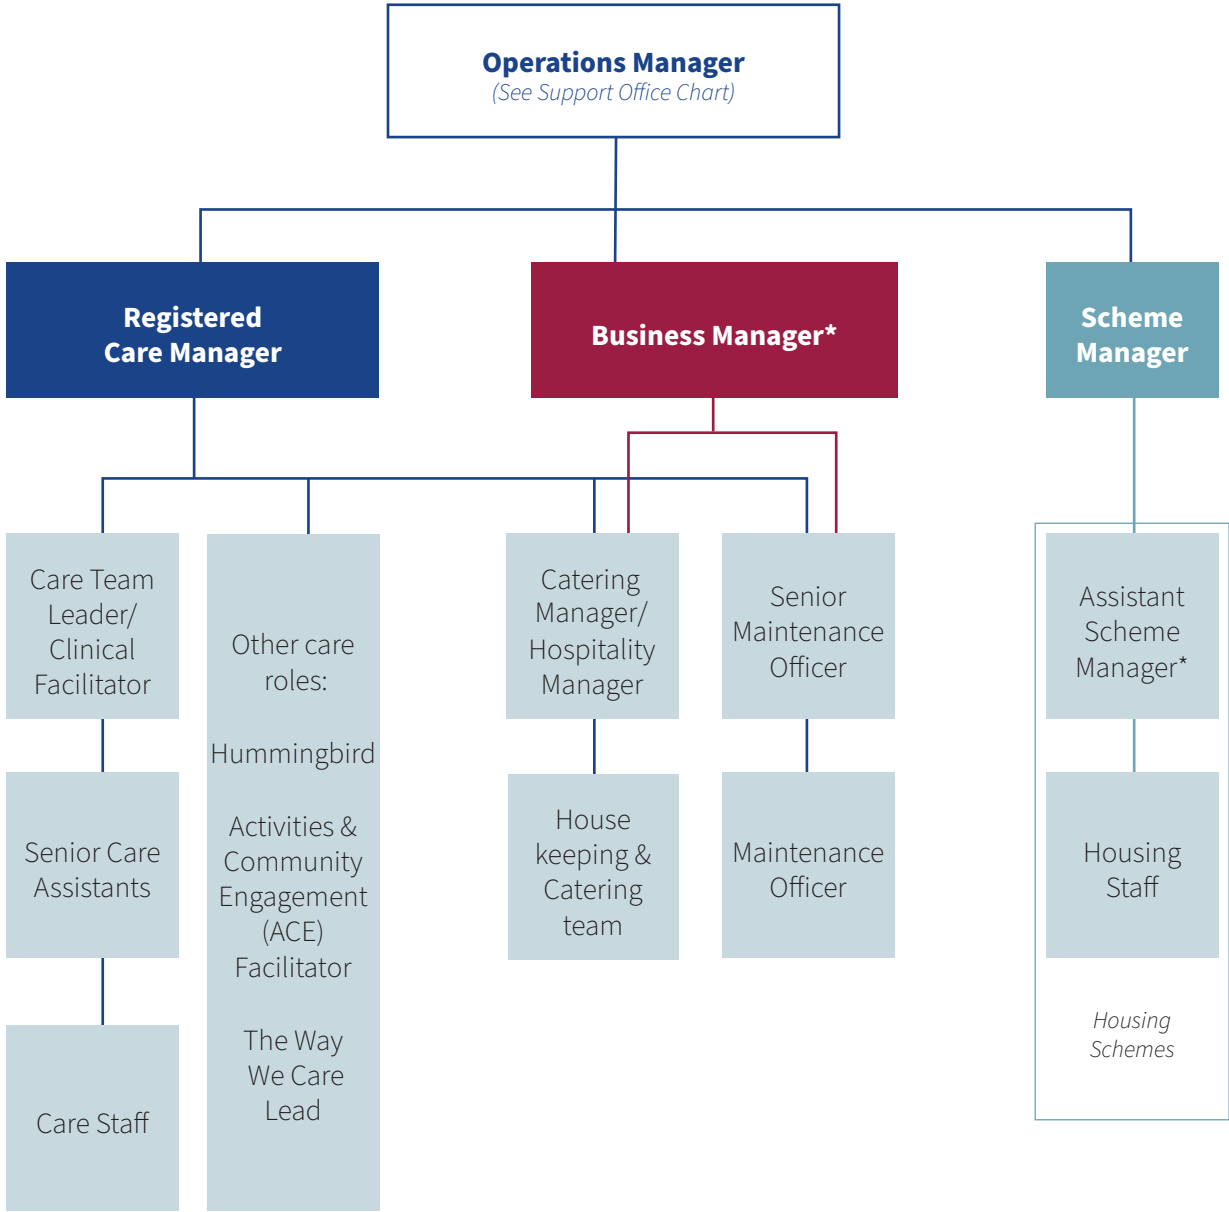 Operations Manager
(See Support Office Chart)
Registered
Care Manager
Business Manager*
Scheme
Manager
Care Team
Leader/
Clinical
Facilitator
Other care
roles:
Hummingbird
Activities &
Community
Engagement
(ACE)
Facilitator
The Way
We Care
Lead
Catering
Manager/
Hospitality
Manager
Senior
Maintenance
Officer
Assistant
Scheme
Manager*
Senior Care
Assistants
House
keeping &
Catering
team
Maintenance
Officer
Housing
Staff
Care Staff
Housing
Schemes